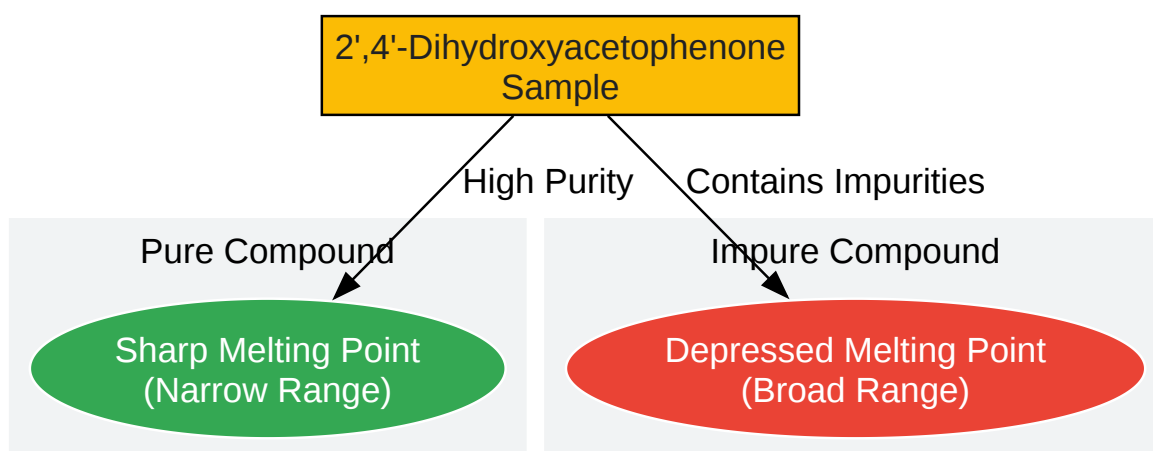 2',4'-Dihydroxyacetophenone
Sample
High Purity
Contains Impurities
Pure Compound
Impure Compound
Sharp Melting Point
(Narrow Range)
Depressed Melting Point
(Broad Range)